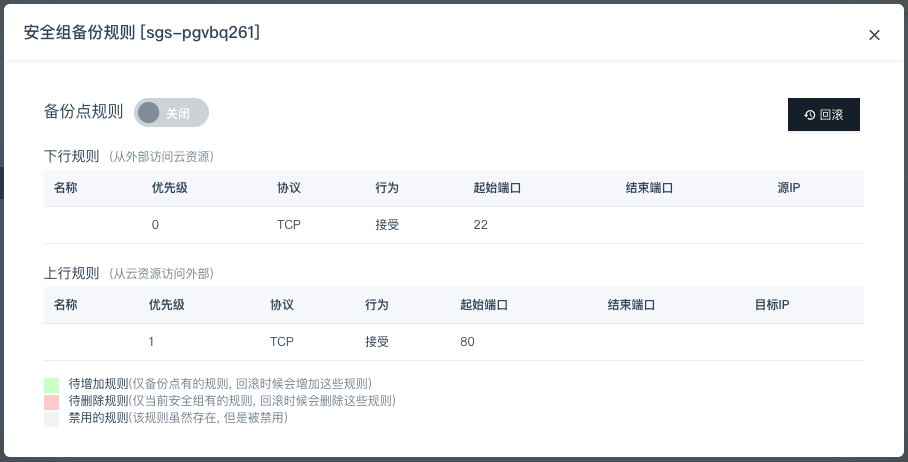 安全组备份规则 [sgs-pgvbq261]
备份点规则 关闭 回滚
下行规则 (从外部访问云资源)
名称 优先级 协议 行为 起始端口 结束端口 源IP
0 TCP 接受 22
上行规则 (从云资源访问外部)
名称 优先级 协议 行为 起始端口 结束端口 目标IP
1 TCP 接受 80
待增加规则(仅备份点有的规则, 回滚时候会增加这些规则)
待删除规则(仅当前安全组有的规则, 回滚时候会删除这些规则)
禁用的规则(该规则虽然存在, 但是被禁用)